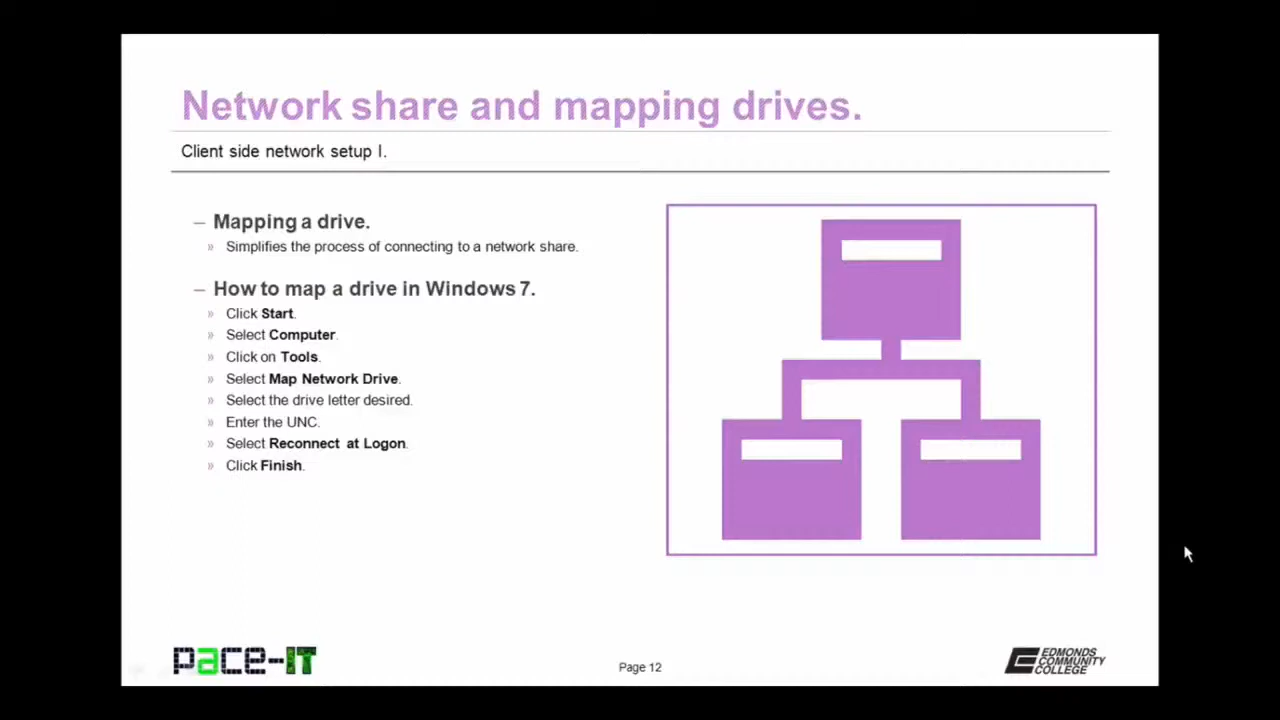 Network share and mapping drives.
Client side network setup I.
– Mapping a drive.
» Simplifies the process of connecting to a network share.
– How to map a drive in Windows 7.
» Click Start.
» Select Computer.
» Click on Tools.
» Select Map Network Drive.
» Select the drive letter desired.
» Enter the UNC.
» Select Reconnect at Logon.
» Click Finish.
pace-IT
Page 12
EDMONDS
COMMUNITY
COLLEGE